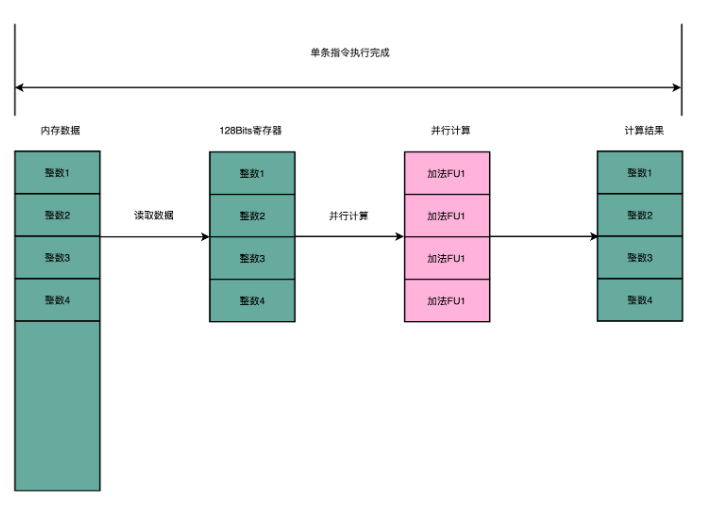 单条指令执行完成
内存数据
128Bits寄存器
并行计算
计算结果
整数1
整数1
加法FU1
整数1
整数2
读取数据
整数2
并行计算
加法FU1
整数2
整数3
整数3
加法FU1
整数3
整数4
整数4
加法FU1
整数4